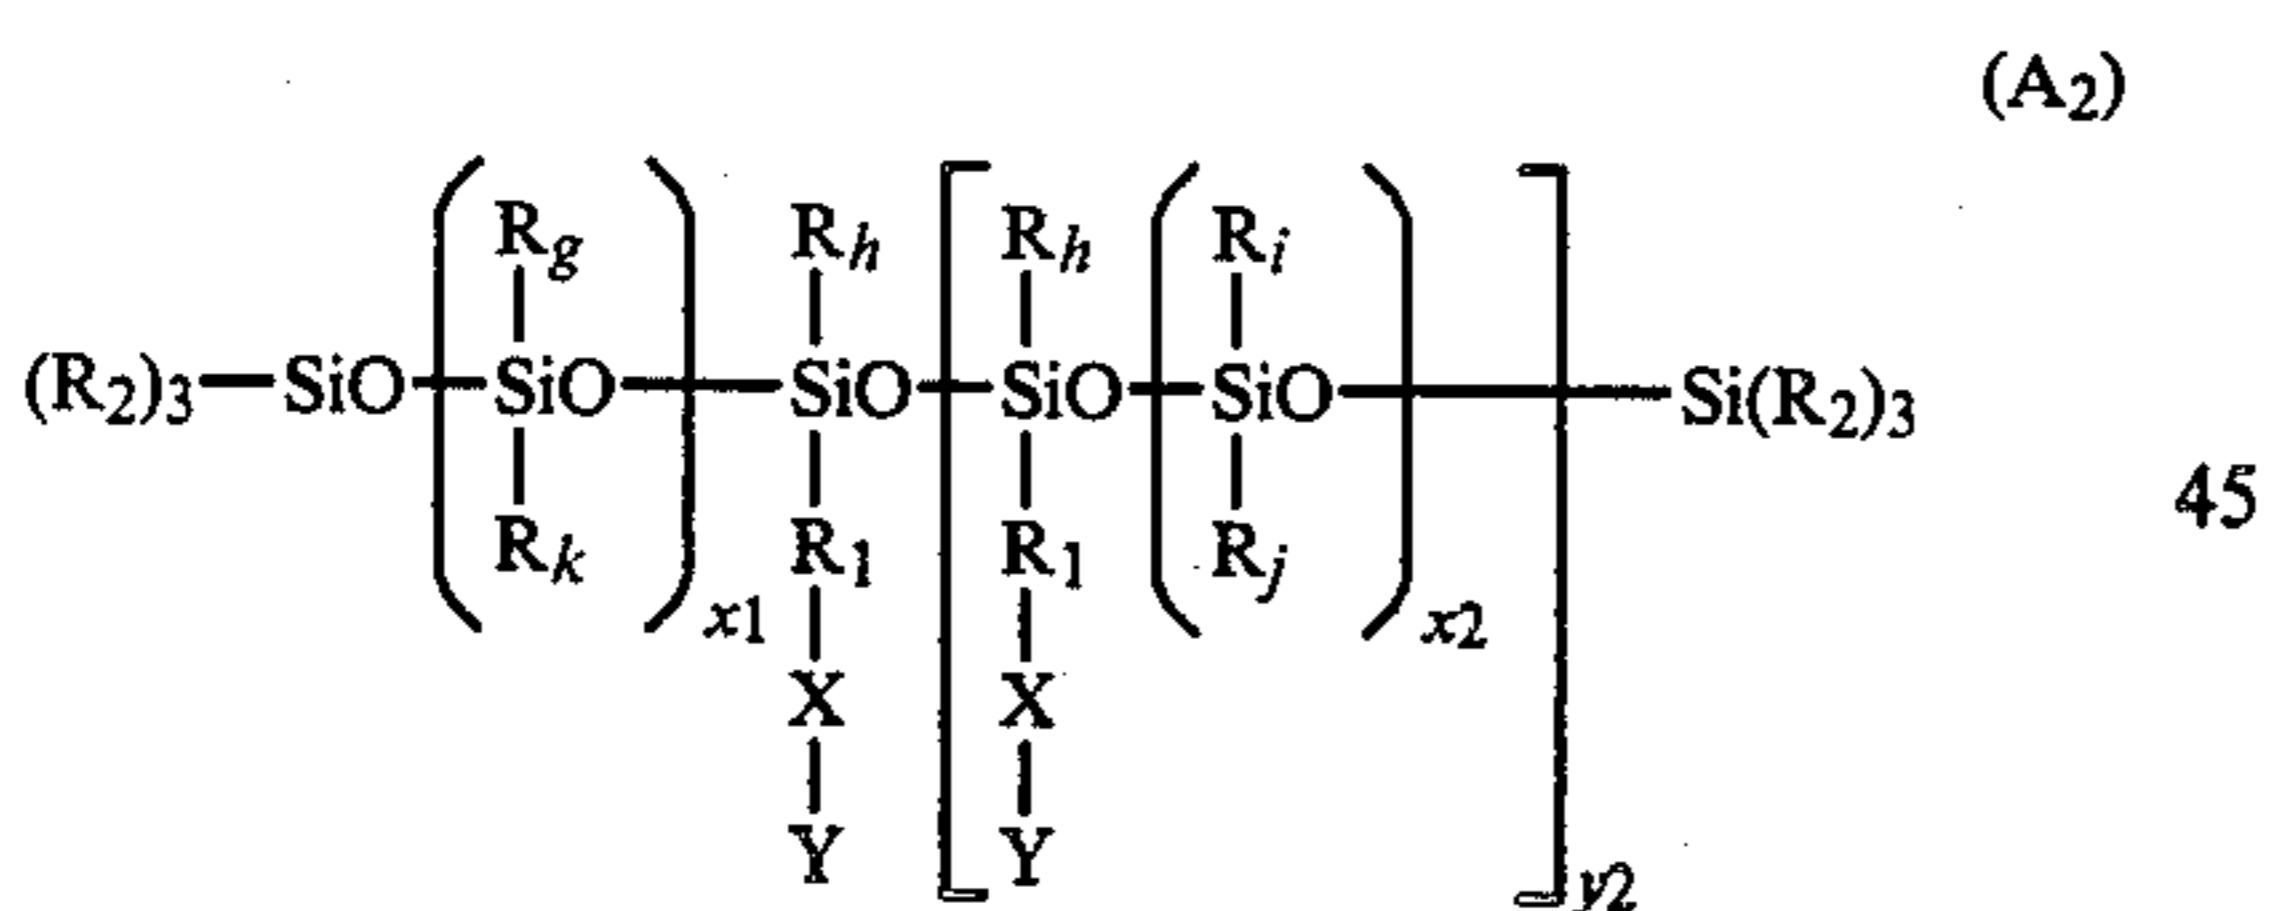 (A₂)
R_g R_h R_h R_i
(R₂)₃—SiO—SiO—SiO—SiO—SiO—Si(R₂)₃
45
R_k R₁ R₁ R_j
x1 x2
X X
Y Y
y2